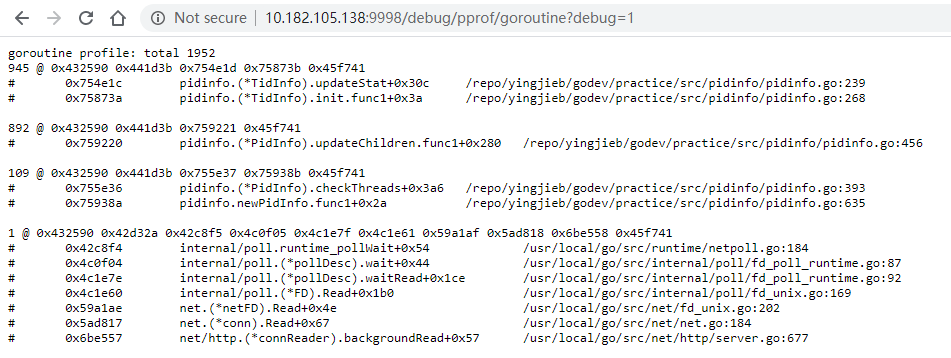 Not secure | 10.182.105.138:9998/debug/pprof/goroutine?debug=1
goroutine profile: total 1952
945 @ 0x432590 0x441d3b 0x754e1d 0x75873b 0x45f741
# 0x754e1c pidinfo.(*TidInfo).updateStat+0x30c /repo/yingjieb/godev/practice/src/pidinfo/pidinfo.go:239
# 0x75873a pidinfo.(*TidInfo).init.func1+0x3a /repo/yingjieb/godev/practice/src/pidinfo/pidinfo.go:268
892 @ 0x432590 0x441d3b 0x759221 0x45f741
# 0x759220 pidinfo.(*PidInfo).updateChildren.func1+0x280 /repo/yingjieb/godev/practice/src/pidinfo/pidinfo.go:456
109 @ 0x432590 0x441d3b 0x755e37 0x75938b 0x45f741
# 0x755e36 pidinfo.(*PidInfo).checkThreads+0x3a6 /repo/yingjieb/godev/practice/src/pidinfo/pidinfo.go:393
# 0x75938a pidinfo.newPidInfo.func1+0x2a /repo/yingjieb/godev/practice/src/pidinfo/pidinfo.go:635
1 @ 0x432590 0x42d32a 0x42c8f5 0x4c0f05 0x4c1e7f 0x4c1e61 0x59a1af 0x5ad818 0x6be558 0x45f741
# 0x42c8f4 internal/poll.runtime_pollWait+0x54 /usr/local/go/src/runtime/netpoll.go:184
# 0x4c0f04 internal/poll.(*pollDesc).wait+0x44 /usr/local/go/src/internal/poll/fd_poll_runtime.go:87
# 0x4c1e7e internal/poll.(*pollDesc).waitRead+0x1ce /usr/local/go/src/internal/poll/fd_poll_runtime.go:92
# 0x4c1e60 internal/poll.(*FD).Read+0x1b0 /usr/local/go/src/internal/poll/fd_unix.go:169
# 0x59a1ae net.(*netFD).Read+0x4e /usr/local/go/src/net/fd_unix.go:202
# 0x5ad817 net.(*conn).Read+0x67 /usr/local/go/src/net/net.go:184
# 0x6be557 net/http.(*connReader).backgroundRead+0x57 /usr/local/go/src/net/http/server.go:677